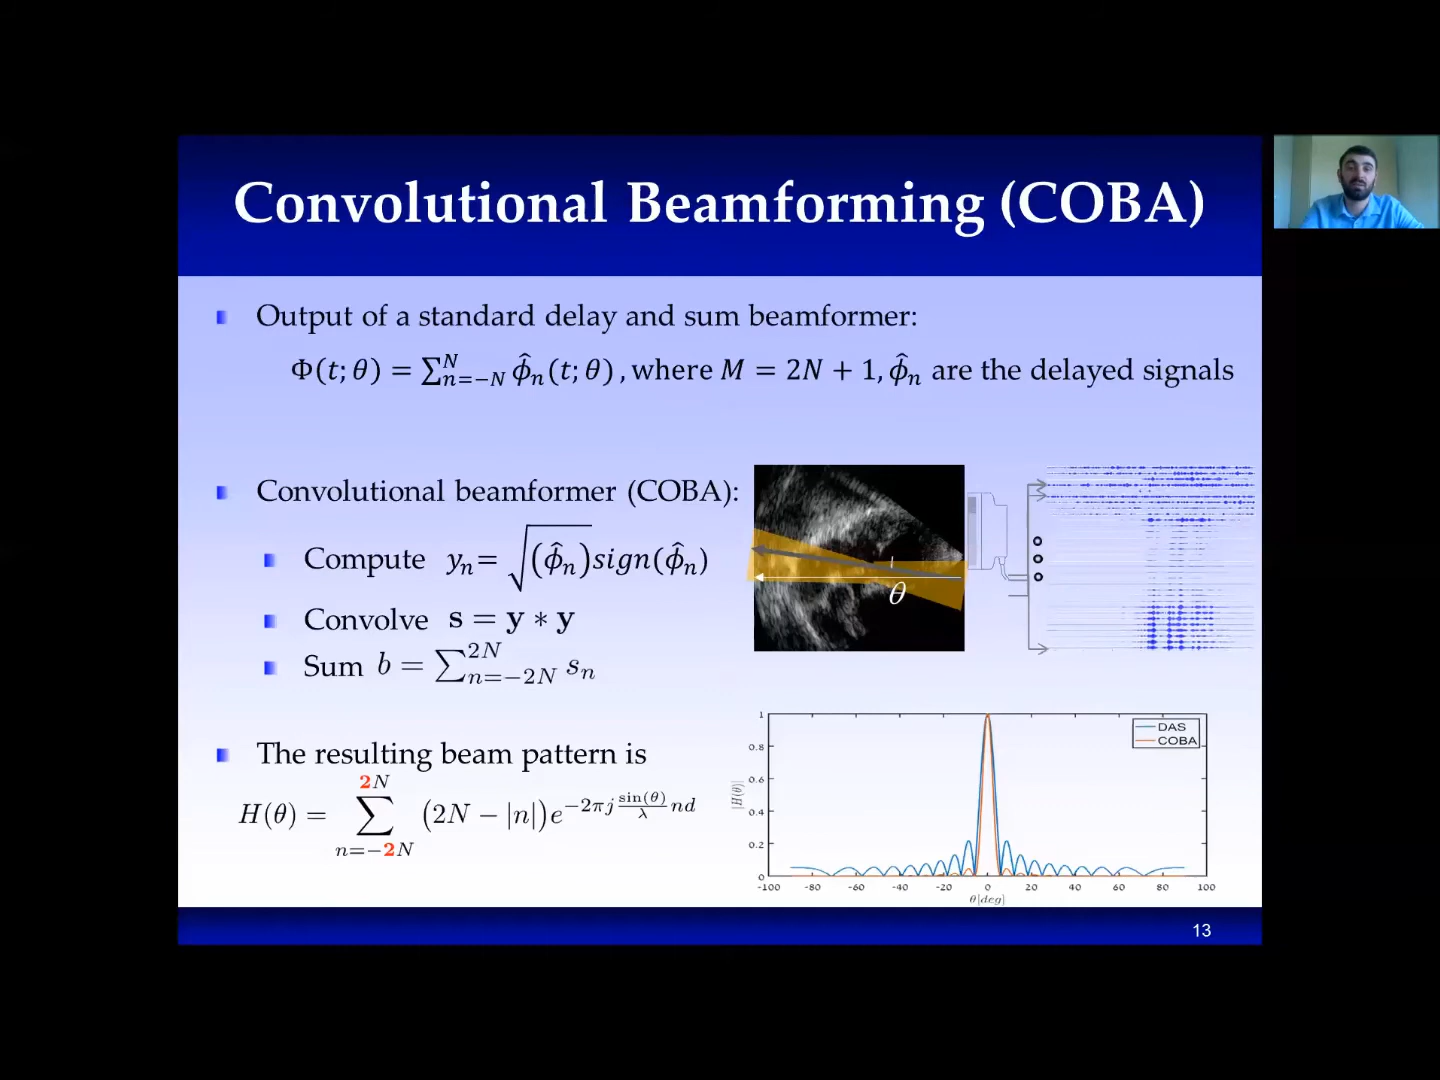 Convolutional Beamforming (COBA)
Output of a standard delay and sum beamformer:
Φ(t; θ) = ∑_{n=−N}^{N} ϕ̂_n(t; θ) , where M = 2N + 1, ϕ̂_n are the delayed signals
Convolutional beamformer (COBA):
Compute y_n = √(ϕ̂_n) sign(ϕ̂_n)
Convolve s = y ∗ y
Sum b = ∑_{n=−2N}^{2N} s_n
θ
The resulting beam pattern is
H(θ) = ∑_{n=−2N}^{2N} (2N − |n|) e^{−2πj (sin(θ)/λ) nd}
DAS
COBA
|H(θ)|
1
0.8
0.6
0.4
0.2
0
-100 -80 -60 -40 -20 0 20 40 60 80 100
θ[deg]
13